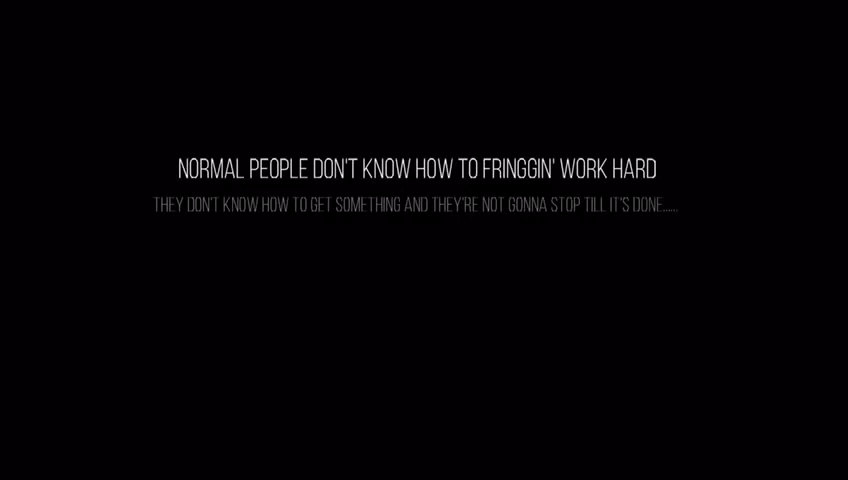 NORMAL PEOPLE DON'T KNOW HOW TO FRINGGIN' WORK HARD
THEY DON'T KNOW HOW TO GET SOMETHING AND THEY'RE NOT GONNA STOP TILL IT'S DONE......